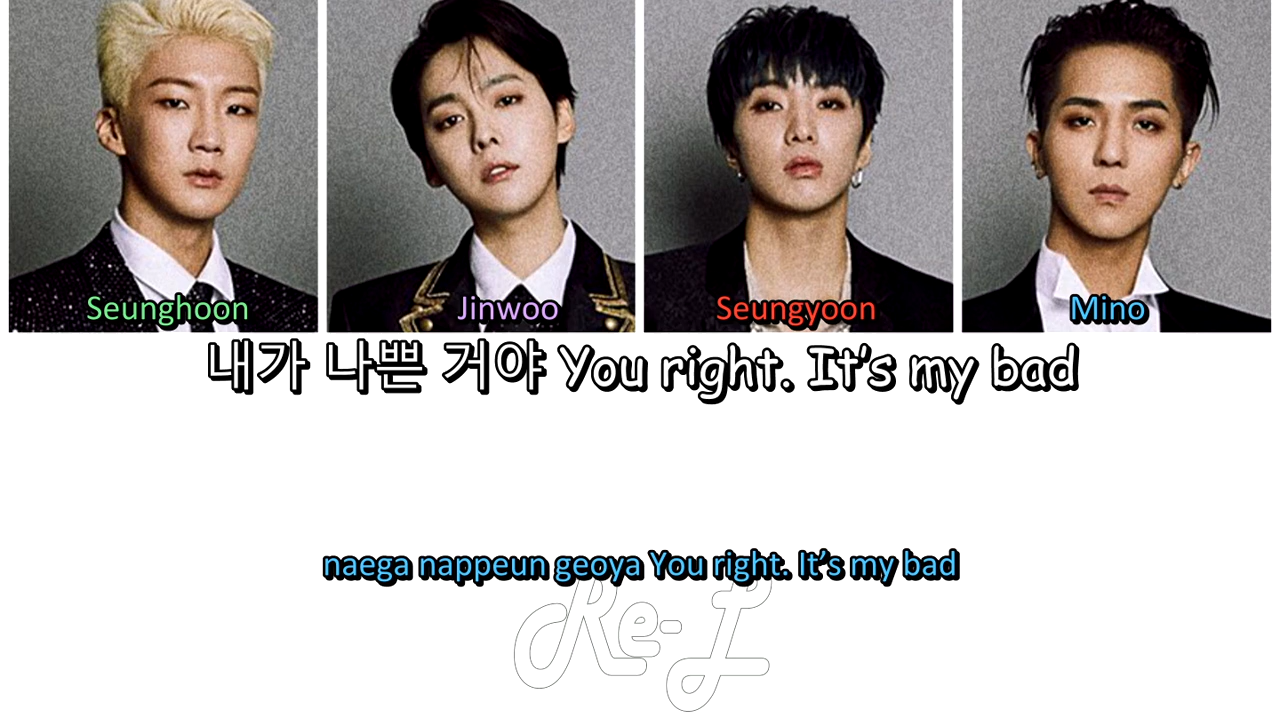 Seunghoon
Jinwoo
Seungyoon
Mino
내가 나쁜 거야 You right. It's my bad
naega nappeun geoya You right. It's my bad
Re-L